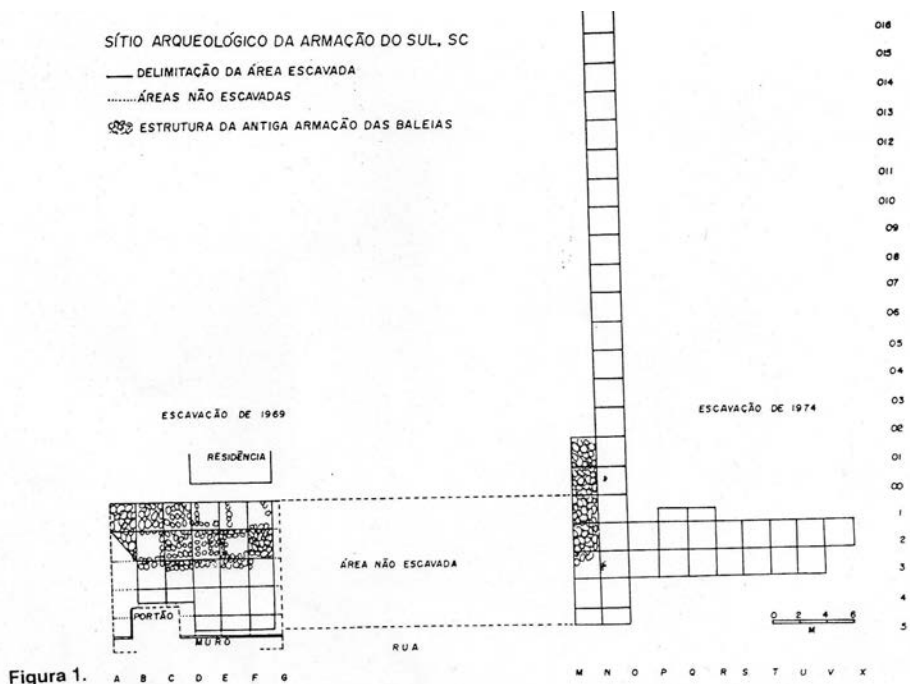 SÍTIO ARQUEOLÓGICO DA ARMAÇÃO DO SUL, SC
DELIMITAÇÃO DA ÁREA ESCAVADA
ÁREAS NÃO ESCAVADAS
ESTRUTURA DA ANTIGA ARMAÇÃO DAS BALEIAS
016
015
014
013
012
011
010
09
08
07
06
05
04
03
02
01
00
1
2
3
4
5
ESCAVAÇÃO DE 1969
ESCAVAÇÃO DE 1974
RESIDÊNCIA
ÁREA NÃO ESCAVADA
PORTÃO
MURO
RUA
0 2 4 6
M
Figura 1.
A B C D E F G
M N O P Q R S T U V X